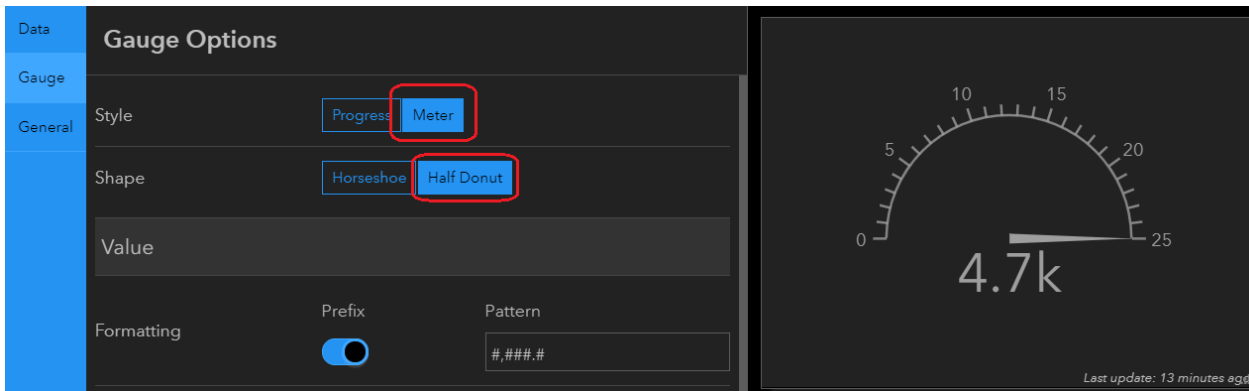 Data
Gauge
General
Gauge Options
Style
Progress
Meter
Shape
Horseshoe
Half Donut
Value
Prefix
Pattern
Formatting
#,###.#
10
15
5
20
0
25
4.7k
Last update: 13 minutes ago